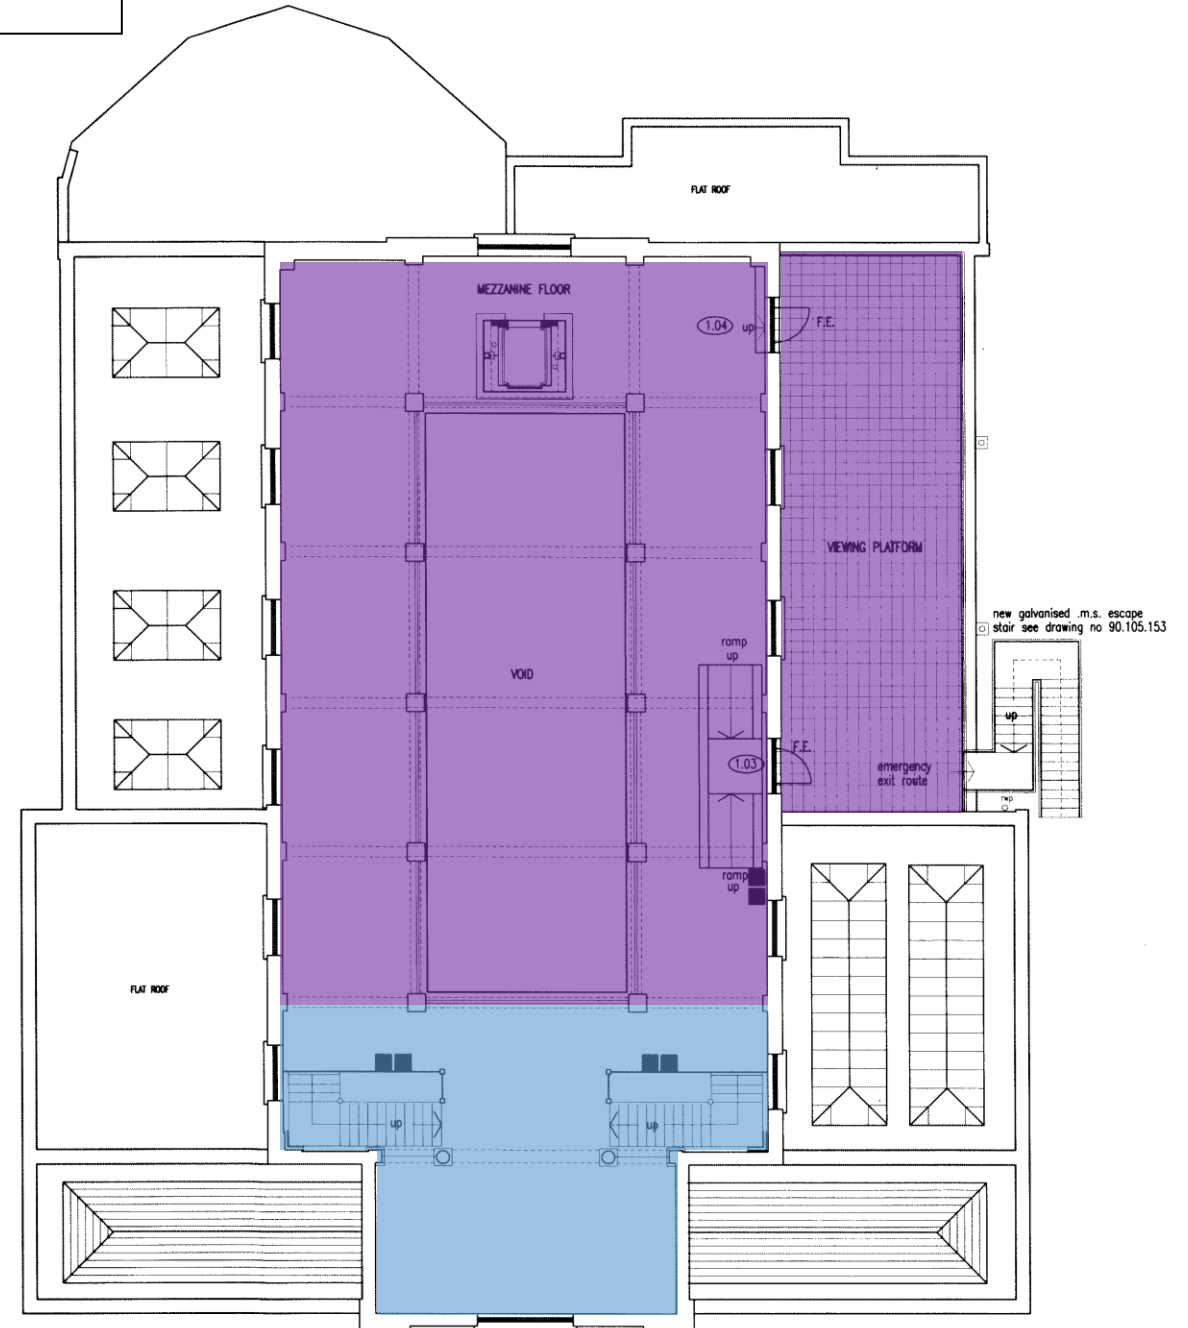 FLAT ROOF
MEZZANINE FLOOR
1.04
up
F.E.
VIEWING PLATFORM
new galvanised .m.s. escape
stair see drawing no 90.105.153
ramp
up
VOID
up
F.E.
1.03
emergency
exit route
rwp
ramp
up
FLAT ROOF
up
up